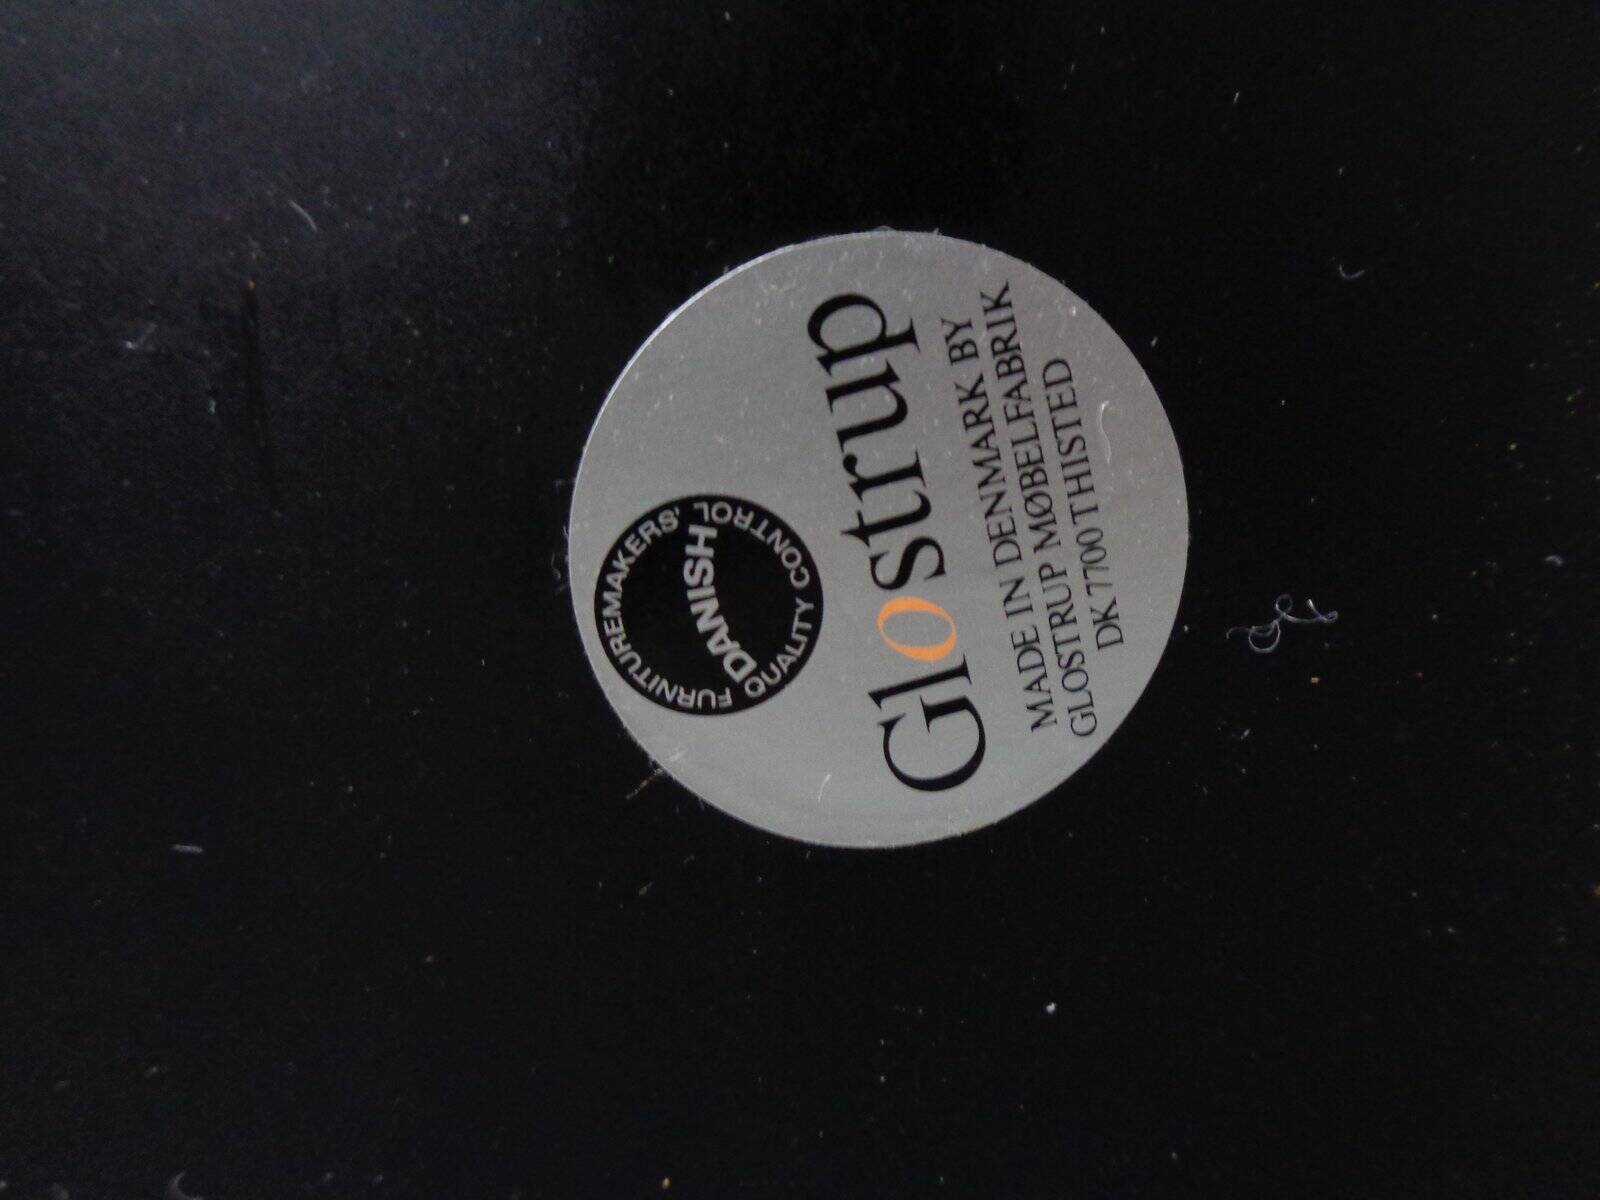 FURNITUREMAKERS'
DANISH
QUALITY CONTROL
Glostrup
MADE IN DENMARK BY
GLOSTRUP MØBELFABRIK
DK 7700 THISTED